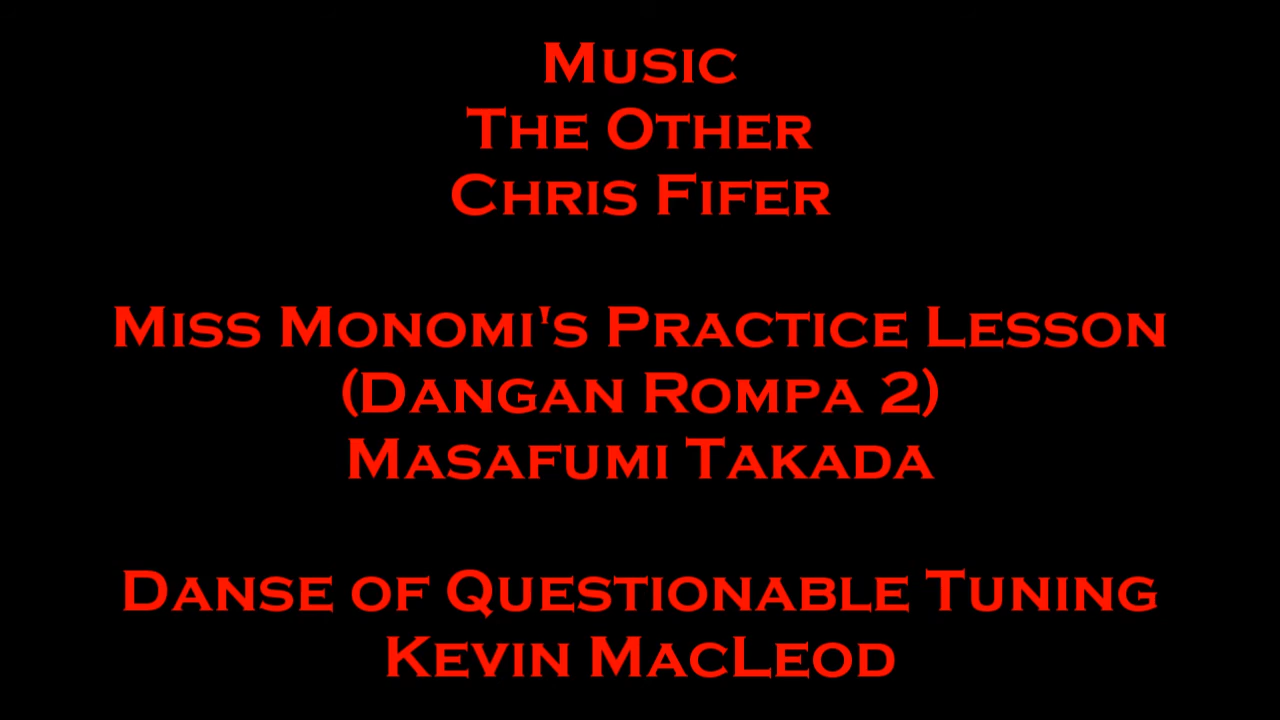 Music
The Other
Chris Fifer
Miss Monomi's Practice Lesson
(Dangan Rompa 2)
Masafumi Takada
Danse of Questionable Tuning
Kevin MacLeod